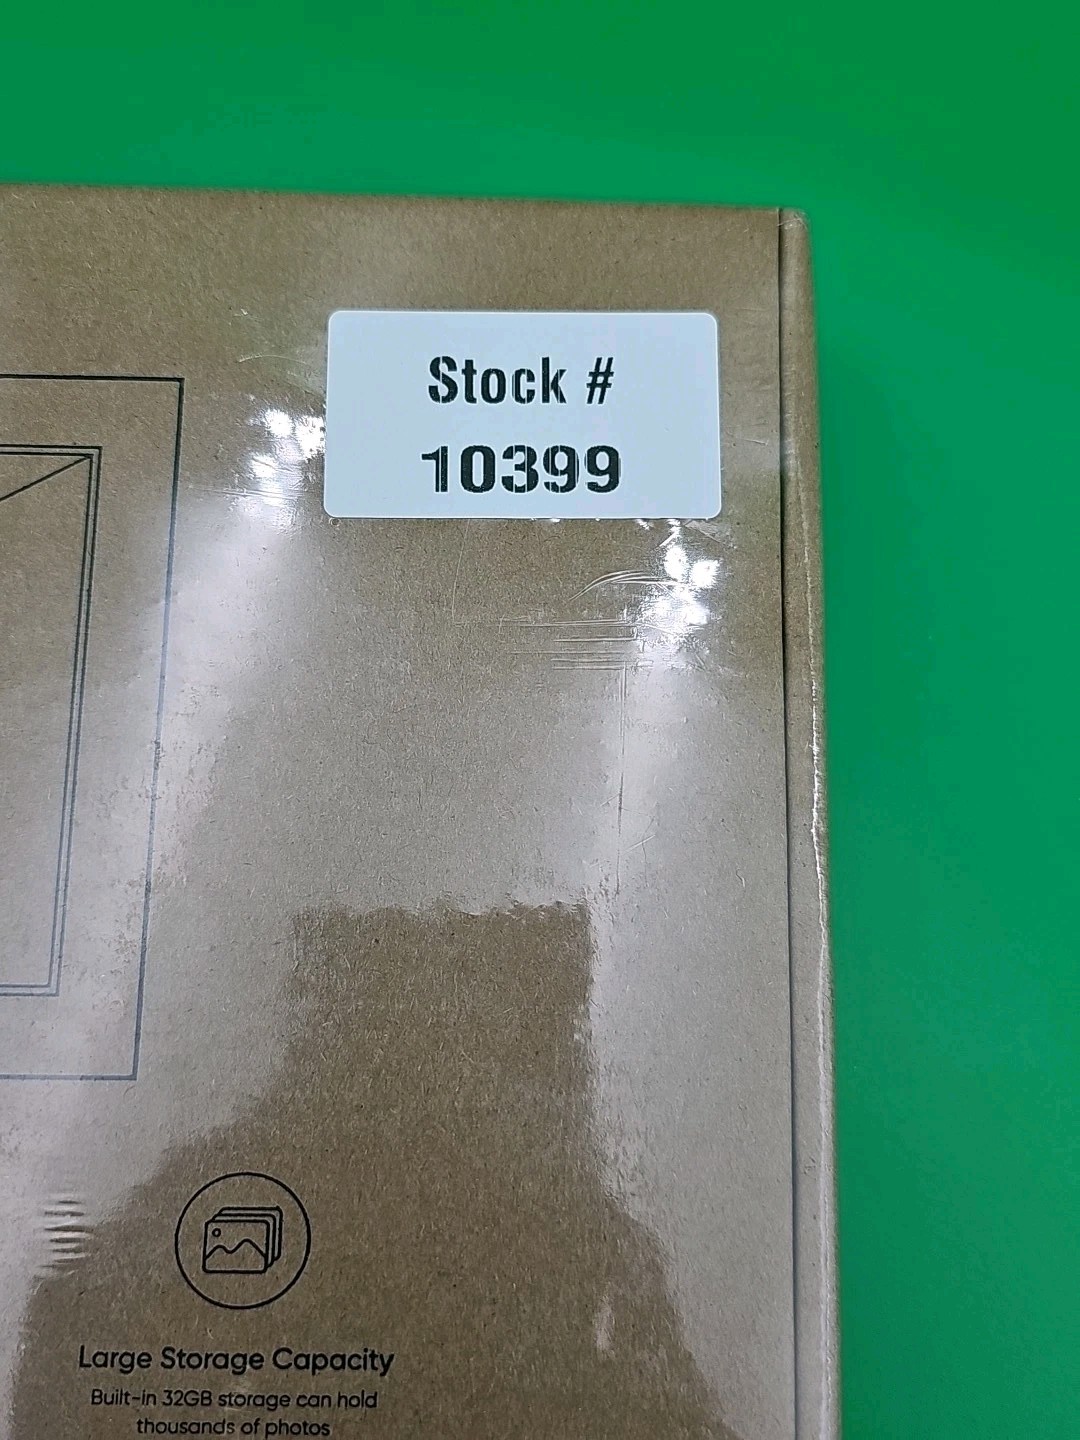 Stock #
10399
Large Storage Capacity
Built-in 32GB storage can hold
thousands of photos